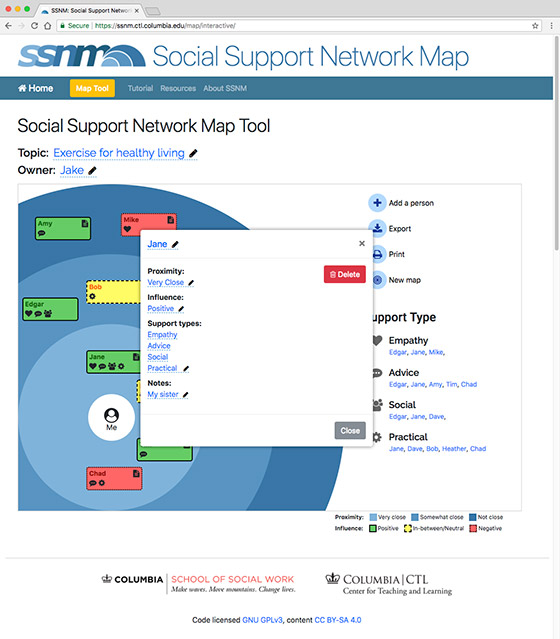 SSNM: Social Support Network
Secure
https://ssnm.ctl.columbia.edu/map/interactive/
ssnm Social Support Network Map
Home
Map Tool
Tutorial
Resources
About SSNM
Social Support Network Map Tool
Topic: Exercise for healthy living
Owner: Jake
Amy
Mike
Bob
Edgar
Jane
Me
Chad
Jane
×
Proximity:
Very Close
Delete
Influence:
Positive
Support types:
Empathy
Advice
Social
Practical
Notes:
My sister
Close
Add a person
Export
Print
New map
upport Type
Empathy
Edgar, Jane, Mike,
Advice
Edgar, Jane, Amy, Tim, Chad
Social
Edgar, Jane, Dave,
Practical
Jane, Dave, Bob, Heather, Chad
Proximity: Very close Somewhat close Not close
Influence: Positive In-between/Neutral Negative
COLUMBIA SCHOOL OF SOCIAL WORK
Make waves. Move mountains. Change lives.
COLUMBIA CTL
Center for Teaching and Learning
Code licensed GNU GPLv3, content CC BY-SA 4.0